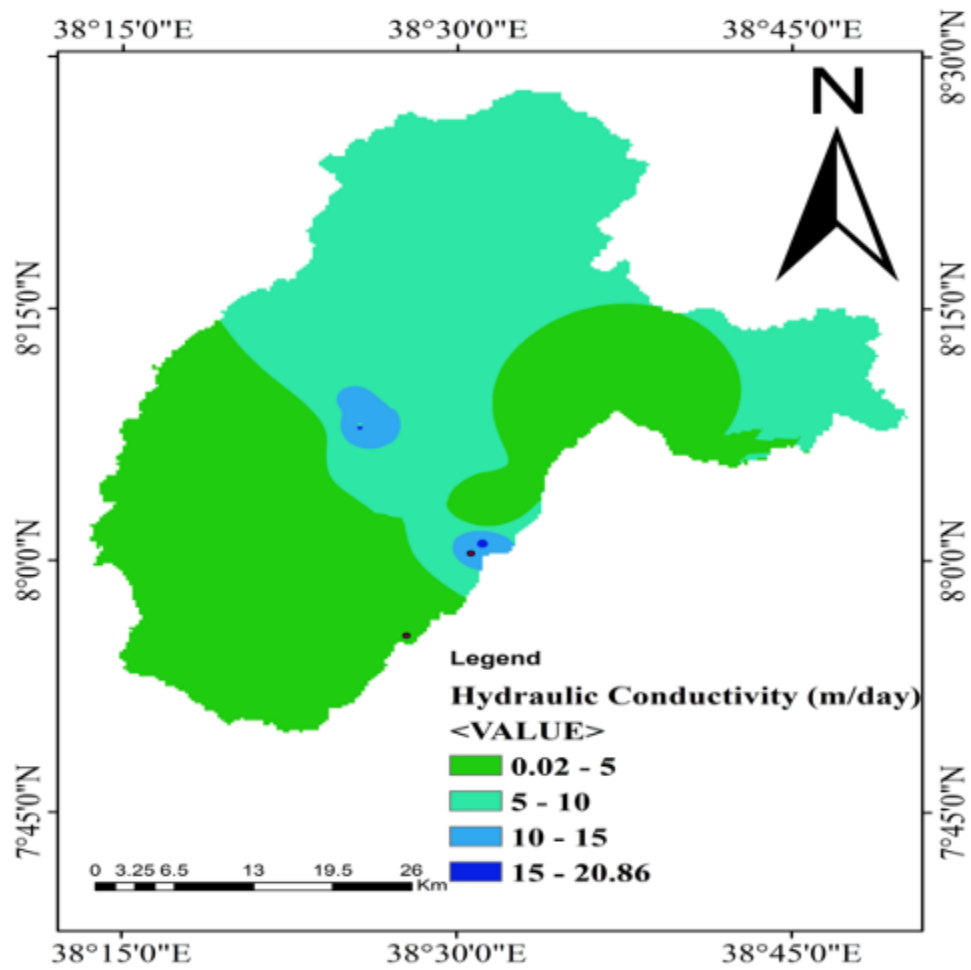 38°15'0"E 38°30'0"E 38°45'0"E
8°30'0"N
N
8°15'0"N 8°15'0"N
8°0'0"N 8°0'0"N
Legend
Hydraulic Conductivity (m/day)
<VALUE>
0.02 - 5
5 - 10
10 - 15
15 - 20.86
7°45'0"N 7°45'0"N
0 3.25 6.5 13 19.5 26
Km
38°15'0"E 38°30'0"E 38°45'0"E